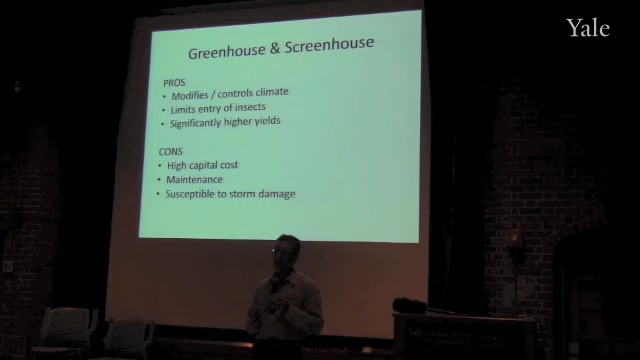 Yale
Greenhouse & Screenhouse
PROS
• Modifies / controls climate
• Limits entry of insects
• Significantly higher yields
CONS
• High capital cost
• Maintenance
• Susceptible to storm damage